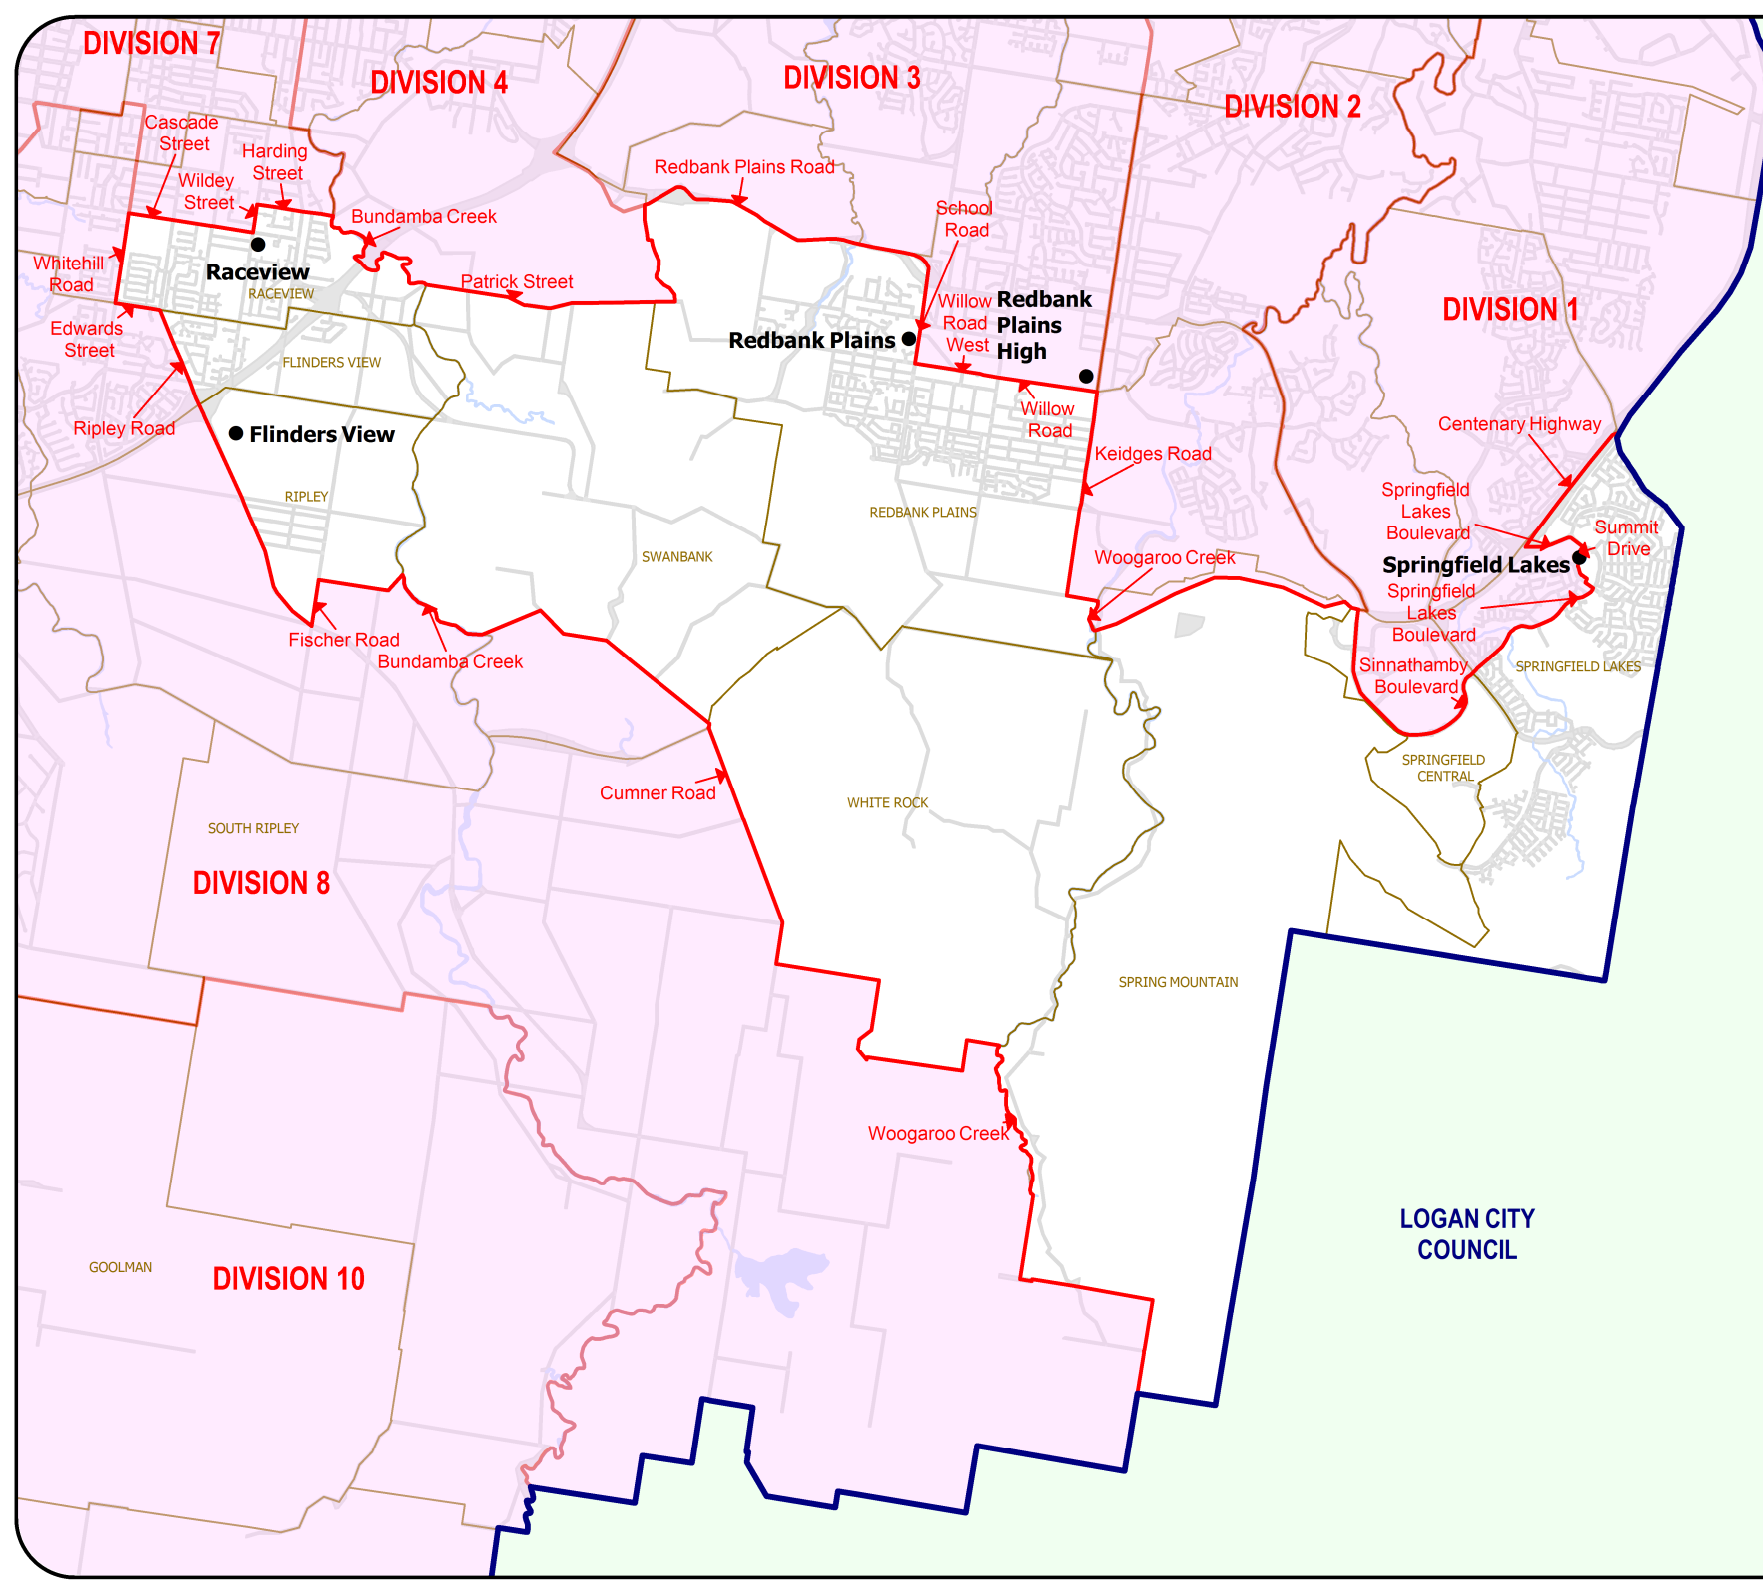 DIVISION 7
DIVISION 4
DIVISION 3
DIVISION 2
Cascade
Street
Harding
Street
Wildey
Street
Redbank Plains Road
Bundamba Creek
School
Road
Whitehill
Road
Raceview
RACEVIEW
Patrick Street
Edwards
Street
Willow
Road
West
Redbank
Plains
High
DIVISION 1
Redbank Plains
FLINDERS VIEW
Ripley Road
Flinders View
Willow
Road
Centenary Highway
Keidges Road
RIPLEY
REDBANK PLAINS
Springfield
Lakes
Boulevard
Summit
Drive
SWANBANK
Woogaroo Creek
Springfield Lakes
Springfield
Lakes
Boulevard
Fischer Road
Bundamba Creek
Sinnathamby
Boulevard
SPRINGFIELD LAKES
SPRINGFIELD
CENTRAL
Cumner Road
WHITE ROCK
SOUTH RIPLEY
DIVISION 8
SPRING MOUNTAIN
Woogaroo Creek
LOGAN CITY
COUNCIL
GOOLMAN
DIVISION 10